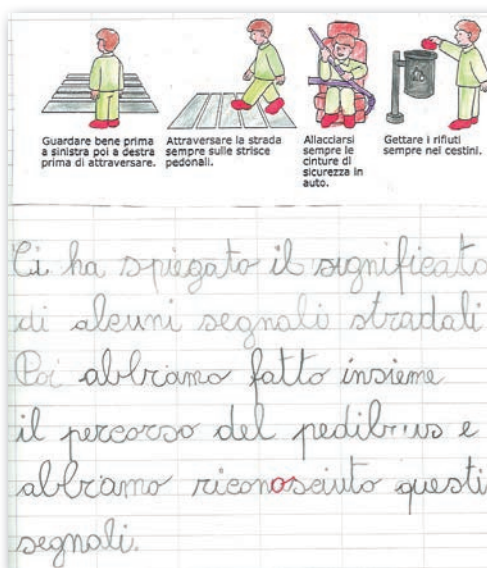 Guardare bene prima
a sinistra poi a destra
prima di attraversare.
Attraversare la strada
sempre sulle strisce
pedonali.
Allacciarsi
sempre le
cinture di
sicurezza in
auto.
Gettare i rifiuti
sempre nei cestini.
Ci ha spiegato il significato
di alcuni segnali stradali
Poi abbiamo fatto insieme
il percorso del pedibus e
abbiamo riconosciuto questi
segnali.